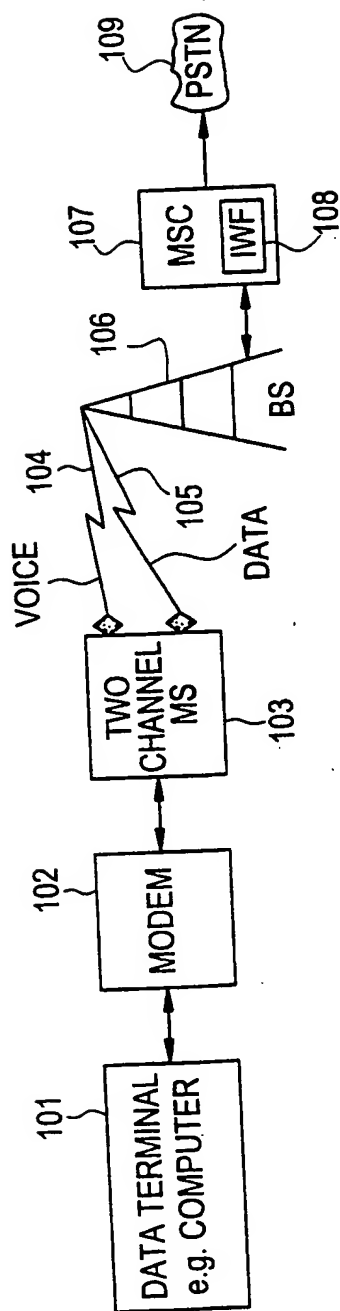 101
DATA TERMINAL
e.g. COMPUTER
102
MODEM
TWO
CHANNEL
MS
103
VOICE
104
105
DATA
106
BS
107
MSC
IWF
108
109
PSTN